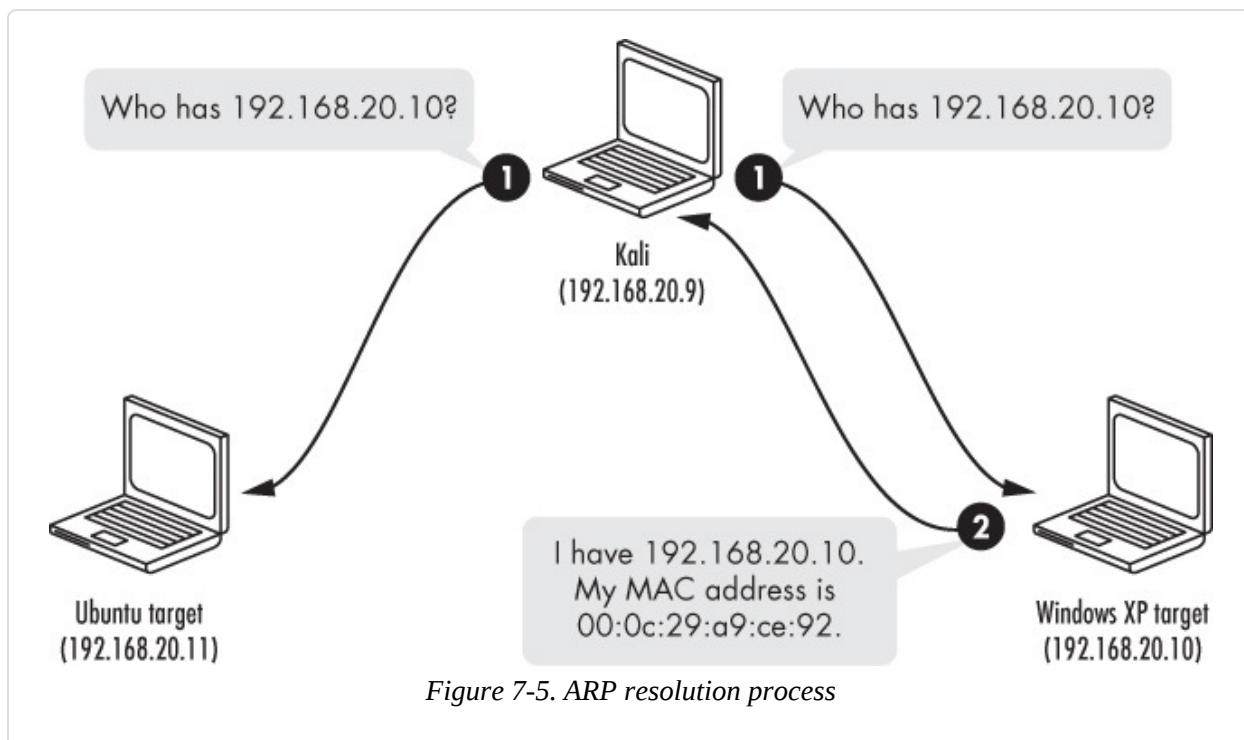 Who has 192.168.20.10?
Who has 192.168.20.10?
1
1
Kali
(192.168.20.9)
2
I have 192.168.20.10.
My MAC address is
00:0c:29:a9:ce:92.
Ubuntu target
(192.168.20.11)
Windows XP target
(192.168.20.10)
Figure 7-5. ARP resolution process